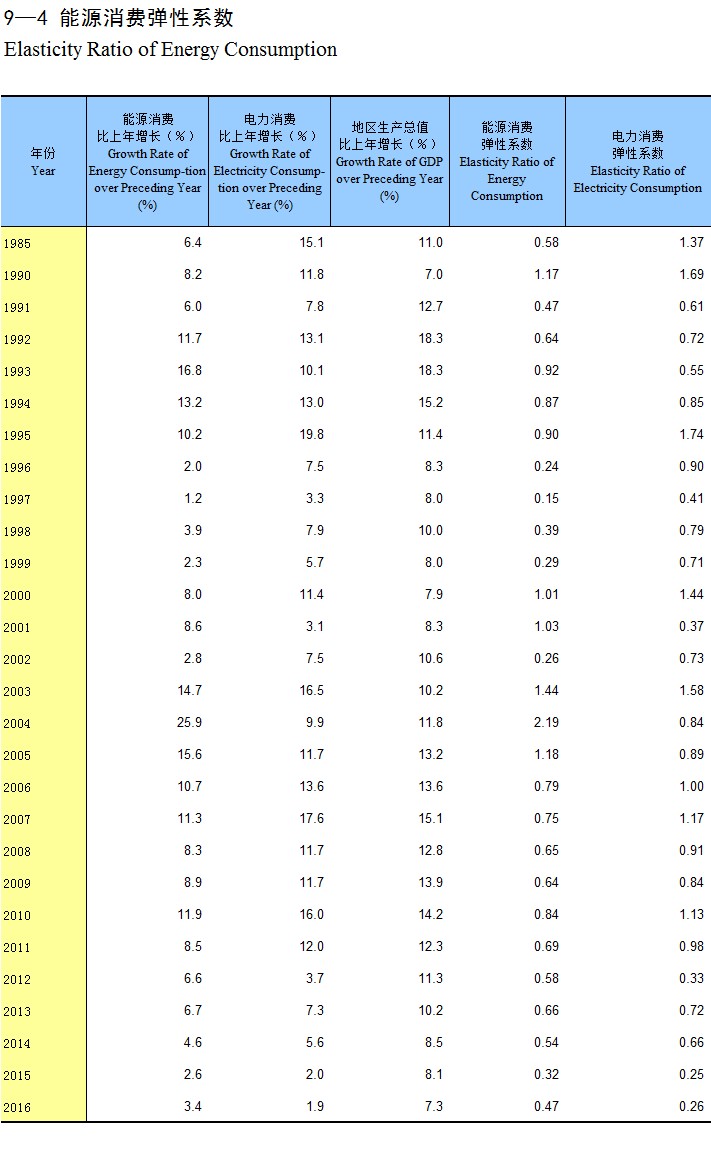 9—4 能源消费弹性系数
Elasticity Ratio of Energy Consumption
年份
Year
能源消费
比上年增长（%）
Growth Rate of
Energy Consump-tion
over Preceding Year
(%)
电力消费
比上年增长（%）
Growth Rate of
Electricity Consump-
tion over Preceding
Year (%)
地区生产总值
比上年增长（%）
Growth Rate of GDP
over Preceding Year
(%)
能源消费
弹性系数
Elasticity Ratio of
Energy
Consumption
电力消费
弹性系数
Elasticity Ratio of
Electricity Consumption
1985 6.4 15.1 11.0 0.58 1.37
1990 8.2 11.8 7.0 1.17 1.69
1991 6.0 7.8 12.7 0.47 0.61
1992 11.7 13.1 18.3 0.64 0.72
1993 16.8 10.1 18.3 0.92 0.55
1994 13.2 13.0 15.2 0.87 0.85
1995 10.2 19.8 11.4 0.90 1.74
1996 2.0 7.5 8.3 0.24 0.90
1997 1.2 3.3 8.0 0.15 0.41
1998 3.9 7.9 10.0 0.39 0.79
1999 2.3 5.7 8.0 0.29 0.71
2000 8.0 11.4 7.9 1.01 1.44
2001 8.6 3.1 8.3 1.03 0.37
2002 2.8 7.5 10.6 0.26 0.73
2003 14.7 16.5 10.2 1.44 1.58
2004 25.9 9.9 11.8 2.19 0.84
2005 15.6 11.7 13.2 1.18 0.89
2006 10.7 13.6 13.6 0.79 1.00
2007 11.3 17.6 15.1 0.75 1.17
2008 8.3 11.7 12.8 0.65 0.91
2009 8.9 11.7 13.9 0.64 0.84
2010 11.9 16.0 14.2 0.84 1.13
2011 8.5 12.0 12.3 0.69 0.98
2012 6.6 3.7 11.3 0.58 0.33
2013 6.7 7.3 10.2 0.66 0.72
2014 4.6 5.6 8.5 0.54 0.66
2015 2.6 2.0 8.1 0.32 0.25
2016 3.4 1.9 7.3 0.47 0.26